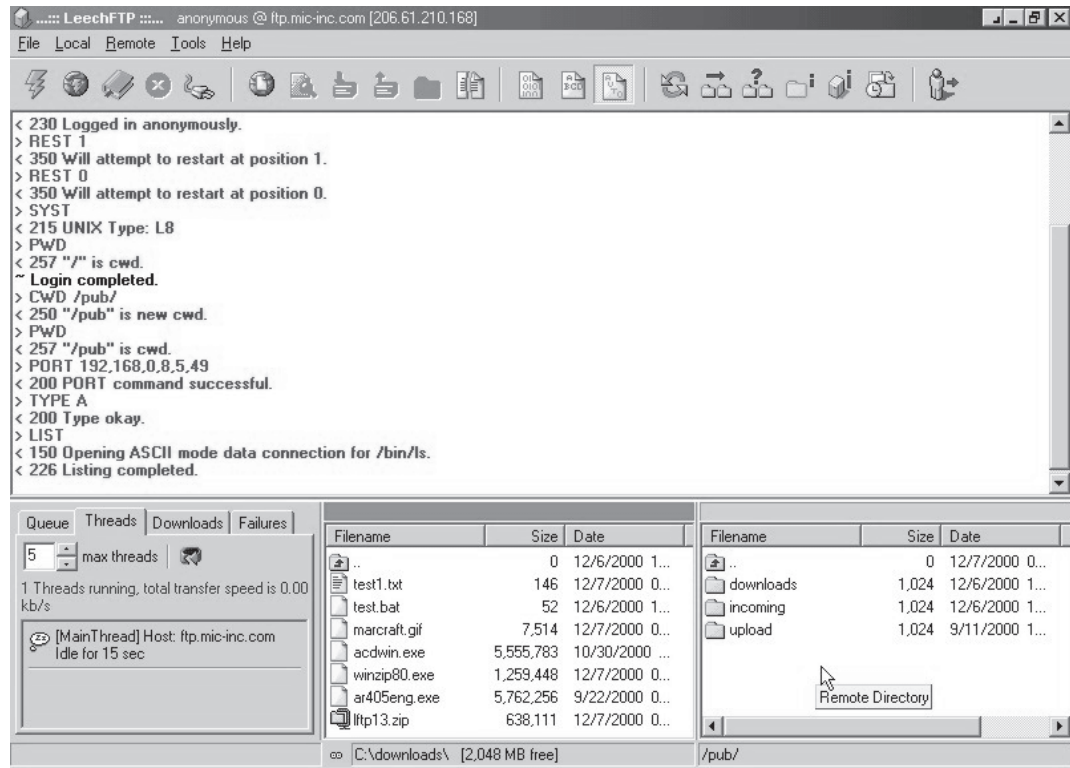 ...::: LeechFTP :::... anonymous @ ftp.mic-inc.com [206.61.210.168]
File Local Remote Tools Help
< 230 Logged in anonymously.
> REST 1
< 350 Will attempt to restart at position 1.
> REST 0
< 350 Will attempt to restart at position 0.
> SYST
< 215 UNIX Type: L8
> PWD
< 257 "/" is cwd.
~ Login completed.
> CWD /pub/
< 250 "/pub" is new cwd.
> PWD
< 257 "/pub" is cwd.
> PORT 192,168,0,8,5,49
< 200 PORT command successful.
> TYPE A
< 200 Type okay.
> LIST
< 150 Opening ASCII mode data connection for /bin/ls.
< 226 Listing completed.
Queue Threads Downloads Failures
5 max threads
1 Threads running, total transfer speed is 0.00
kb/s
[MainThread] Host: ftp.mic-inc.com
Idle for 15 sec
Filename Size Date
.. 0 12/6/2000 1...
test1.txt 146 12/7/2000 0...
test.bat 52 12/6/2000 1...
marcraft.gif 7,514 12/7/2000 0...
acdwin.exe 5,555,783 10/30/2000 ...
winzip80.exe 1,259,448 12/7/2000 0...
ar405eng.exe 5,762,256 9/22/2000 0...
lftp13.zip 638,111 12/7/2000 0...
C:\downloads\ [2,048 MB free]
Filename Size Date
.. 0 12/7/2000 0...
downloads 1,024 12/6/2000 1...
incoming 1,024 12/6/2000 1...
upload 1,024 9/11/2000 1...
Remote Directory
/pub/